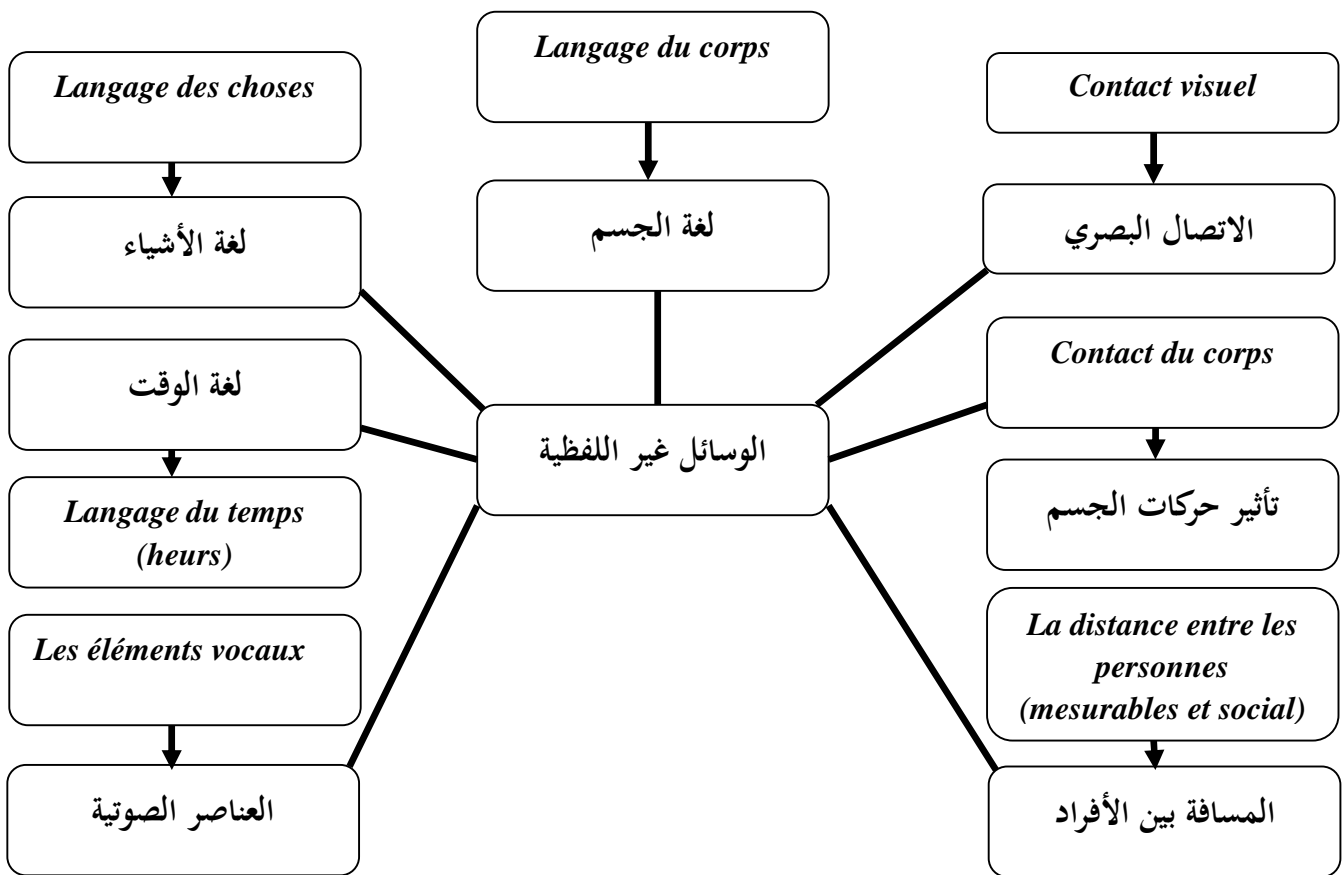 Langage du corps
Langage des choses
Contact visuel
لغة الجسم
الاتصال البصري
لغة الأشياء
Contact du corps
لغة الوقت
الوسائل غير اللفظية
تأثير حركات الجسم
Langage du temps
(heurs)
La distance entre les
personnes
(mesurables et social)
Les éléments vocaux
العناصر الصوتية
المسافة بين الأفراد